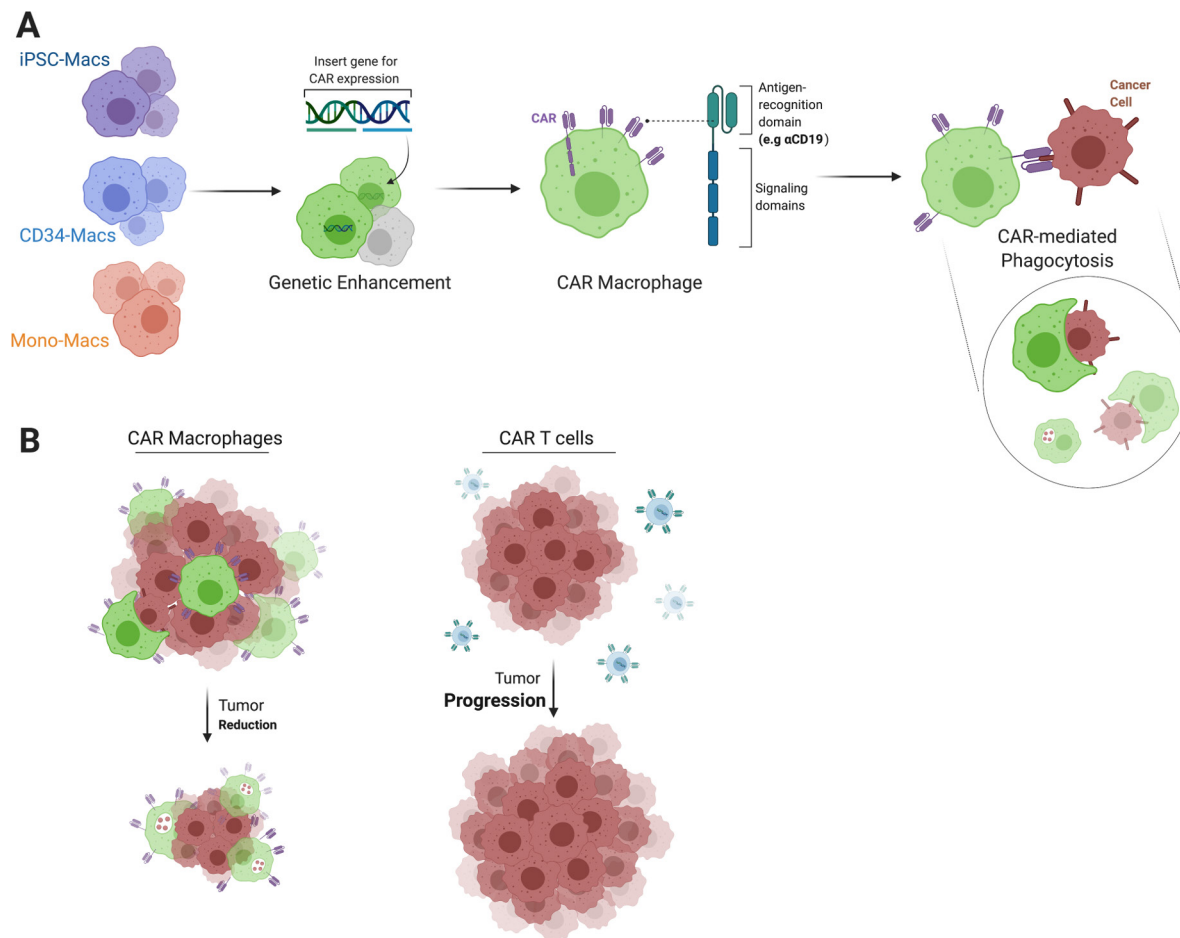 A
iPSC-Macs
CD34-Macs
Mono-Macs
Insert gene for
CAR expression
Genetic Enhancement
CAR
CAR Macrophage
Antigen-
recognition
domain
(e.g αCD19)
Signaling
domains
Cancer
Cell
CAR-mediated
Phagocytosis
B
CAR Macrophages
Tumor
Reduction
CAR T cells
Tumor
Progression